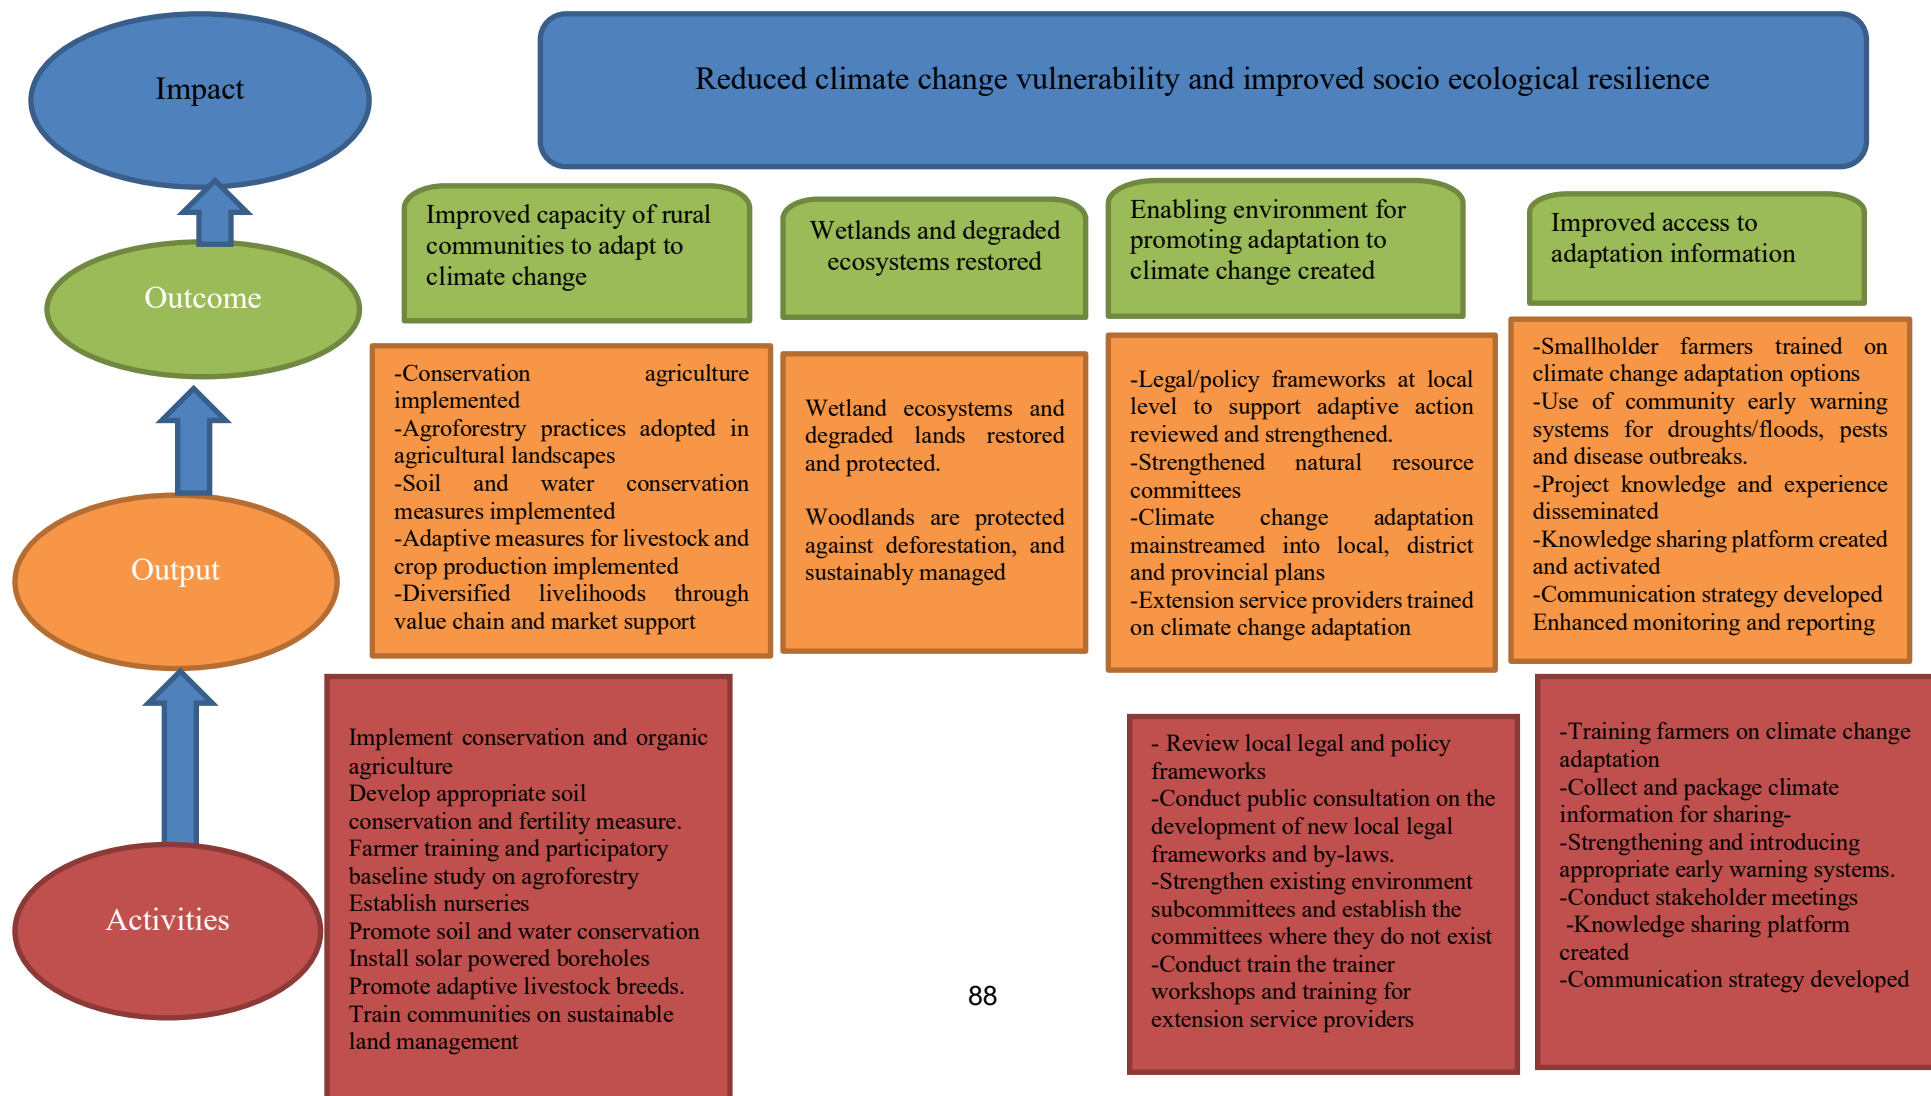 Impact
Reduced climate change vulnerability and improved socio ecological resilience
Outcome
Improved capacity of rural
communities to adapt to
climate change
Wetlands and degraded
ecosystems restored
Enabling environment for
promoting adaptation to
climate change created
Improved access to
adaptation information
Output
-Conservation agriculture
implemented
-Agroforestry practices adopted in
agricultural landscapes
-Soil and water conservation
measures implemented
-Adaptive measures for livestock and
crop production implemented
-Diversified livelihoods through
value chain and market support
Wetland ecosystems and
degraded lands restored
and protected.
Woodlands are protected
against deforestation, and
sustainably managed
-Legal/policy frameworks at local
level to support adaptive action
reviewed and strengthened.
-Strengthened natural resource
committees
-Climate change adaptation
mainstreamed into local, district
and provincial plans
-Extension service providers trained
on climate change adaptation
-Smallholder farmers trained on
climate change adaptation options
-Use of community early warning
systems for droughts/floods, pests
and disease outbreaks.
-Project knowledge and experience
disseminated
-Knowledge sharing platform created
and activated
-Communication strategy developed
Enhanced monitoring and reporting
Activities
Implement conservation and organic
agriculture
Develop appropriate soil
conservation and fertility measure.
Farmer training and participatory
baseline study on agroforestry
Establish nurseries
Promote soil and water conservation
Install solar powered boreholes
Promote adaptive livestock breeds.
Train communities on sustainable
land management
- Review local legal and policy
frameworks
-Conduct public consultation on the
development of new local legal
frameworks and by-laws.
-Strengthen existing environment
subcommittees and establish the
committees where they do not exist
-Conduct train the trainer
workshops and training for
extension service providers
-Training farmers on climate change
adaptation
-Collect and package climate
information for sharing-
-Strengthening and introducing
appropriate early warning systems.
-Conduct stakeholder meetings
-Knowledge sharing platform
created
-Communication strategy developed
88